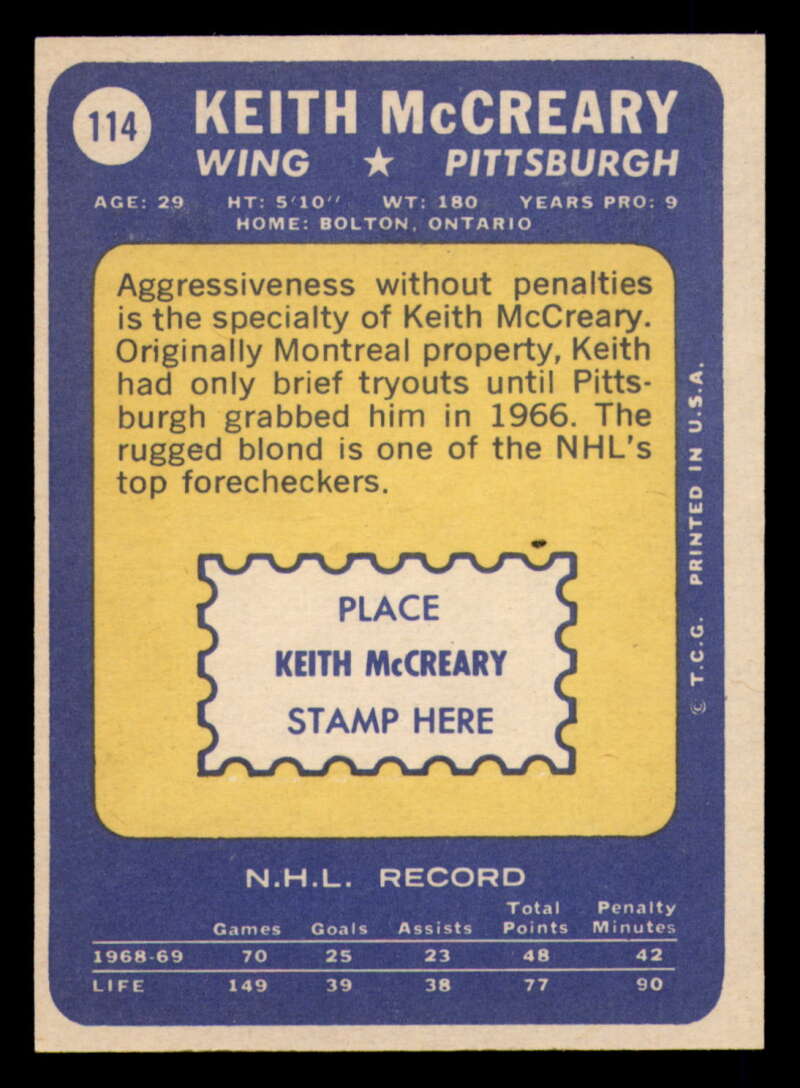 114
KEITH McCREARY
WING ★ PITTSBURGH
AGE: 29 HT: 5'10'' WT: 180 YEARS PRO: 9
HOME: BOLTON, ONTARIO
Aggressiveness without penalties
is the specialty of Keith McCreary.
Originally Montreal property, Keith
had only brief tryouts until Pitts-
burgh grabbed him in 1966. The
rugged blond is one of the NHL's
top forecheckers.
PLACE
KEITH McCREARY
STAMP HERE
© T.C.G. PRINTED IN U.S.A.
N.H.L. RECORD
Games Goals Assists Total Points Penalty Minutes
1968-69 70 25 23 48 42
LIFE 149 39 38 77 90